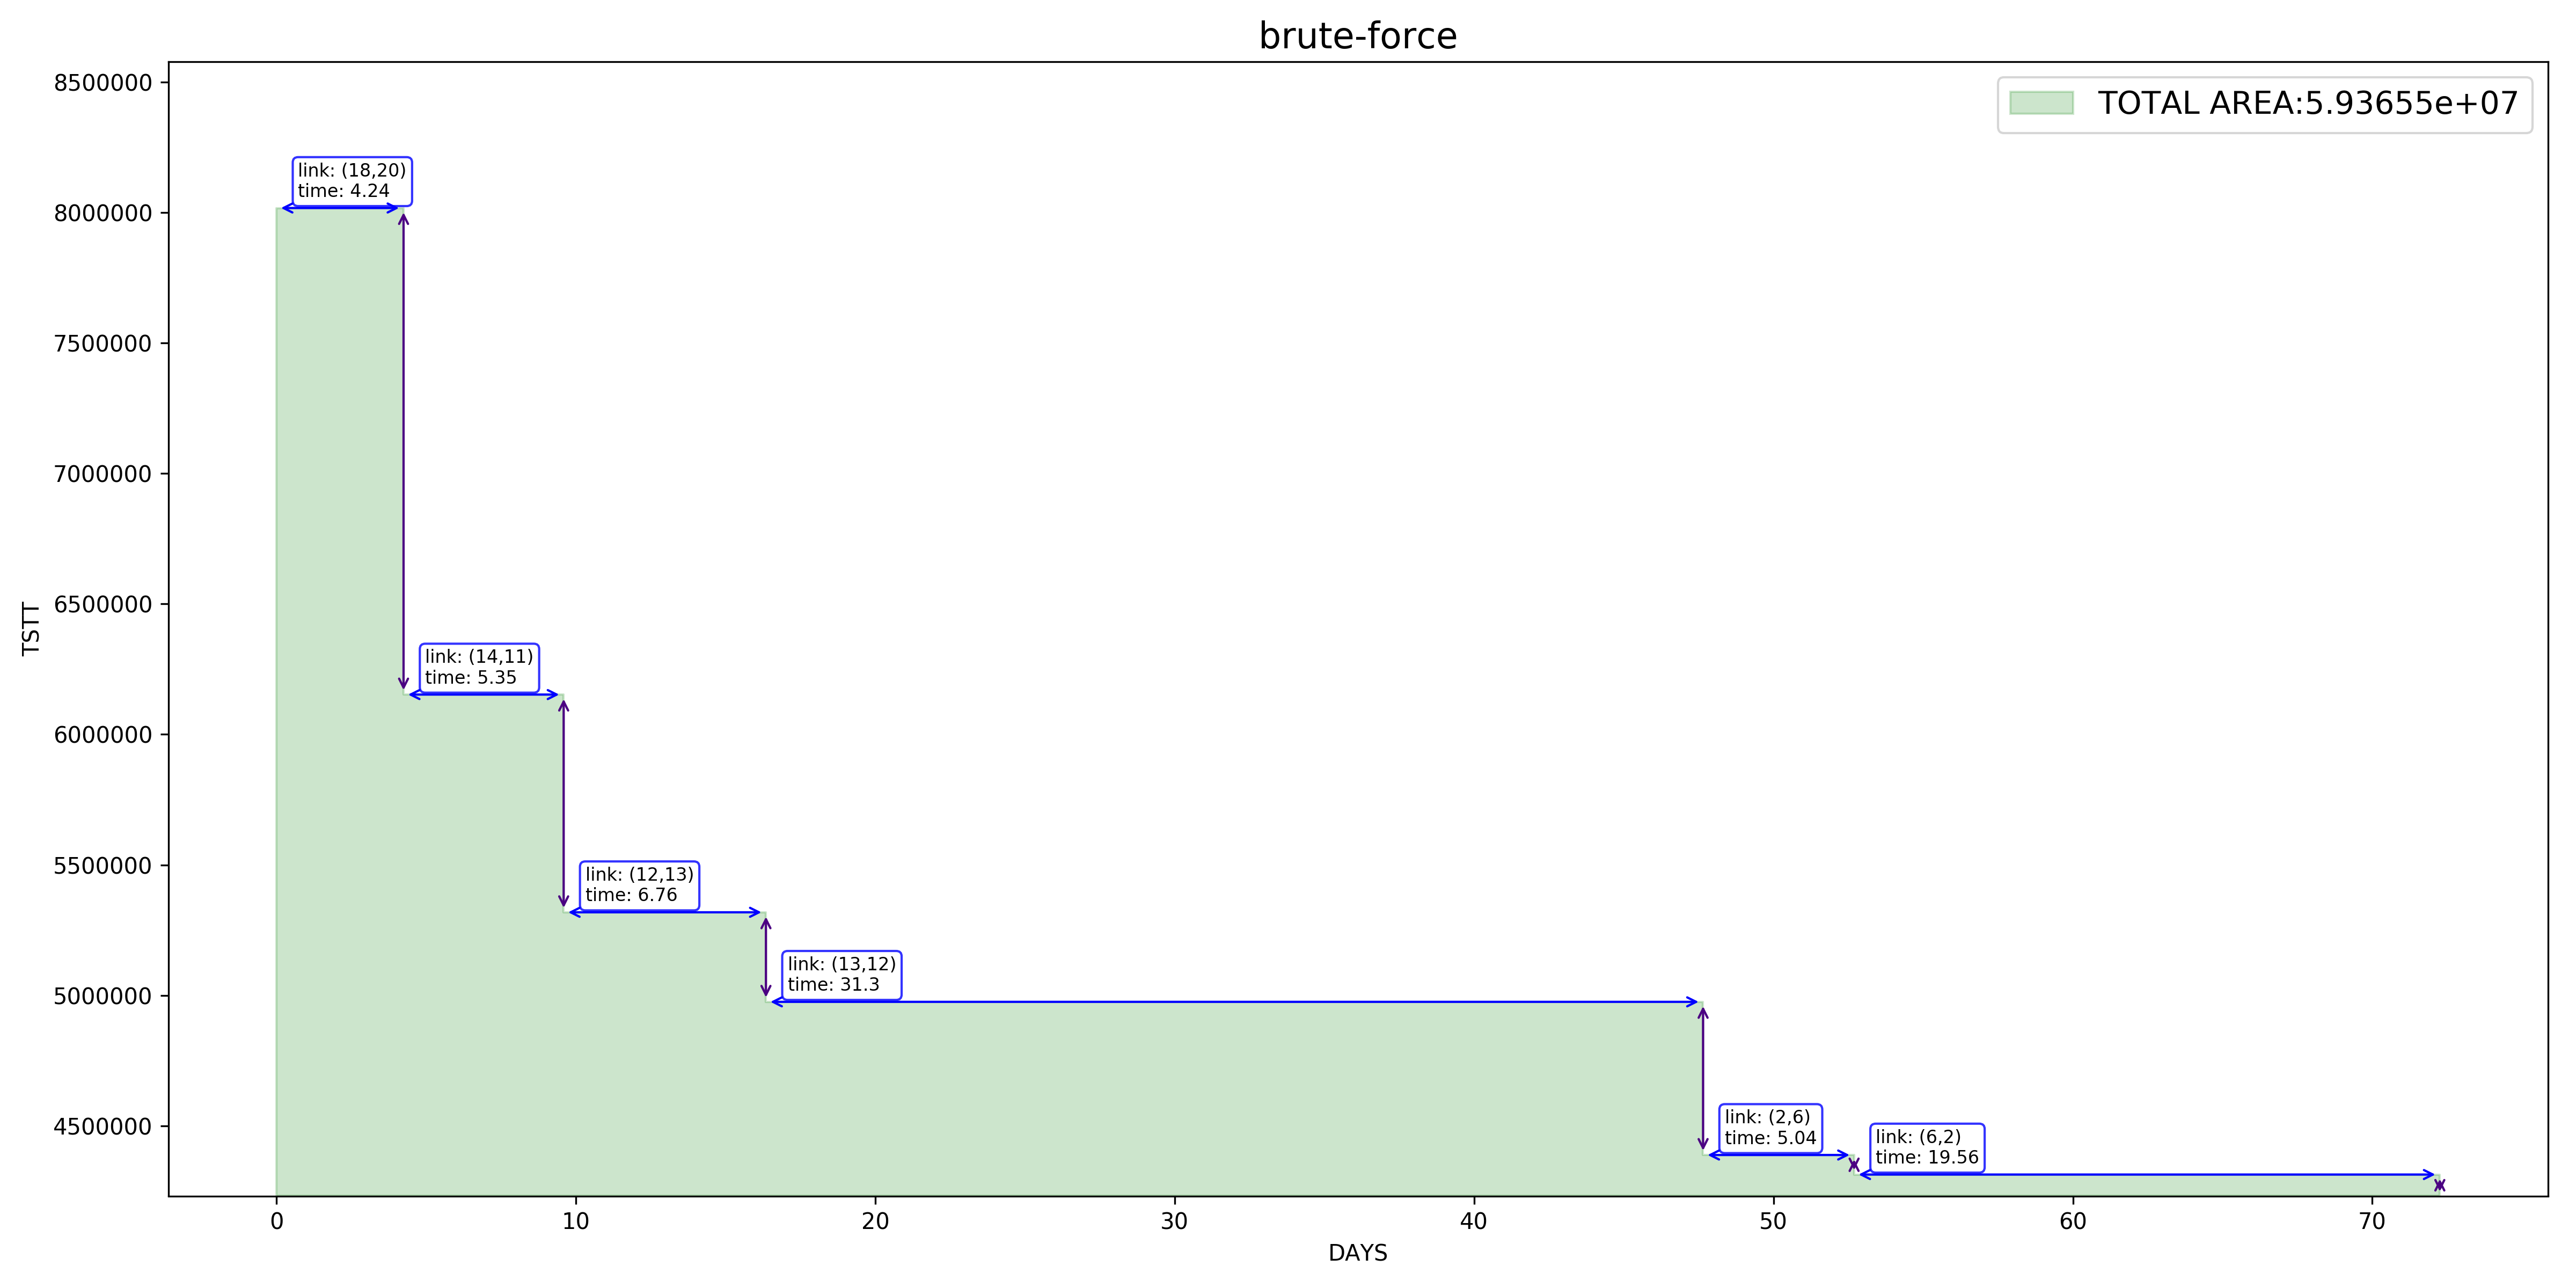 brute-force
TOTAL AREA:5.93655e+07
TSTT
8500000
8000000
7500000
7000000
6500000
6000000
5500000
5000000
4500000
link: (18,20)
time: 4.24
link: (14,11)
time: 5.35
link: (12,13)
time: 6.76
link: (13,12)
time: 31.3
link: (2,6)
time: 5.04
link: (6,2)
time: 19.56
0 10 20 30 40 50 60 70
DAYS